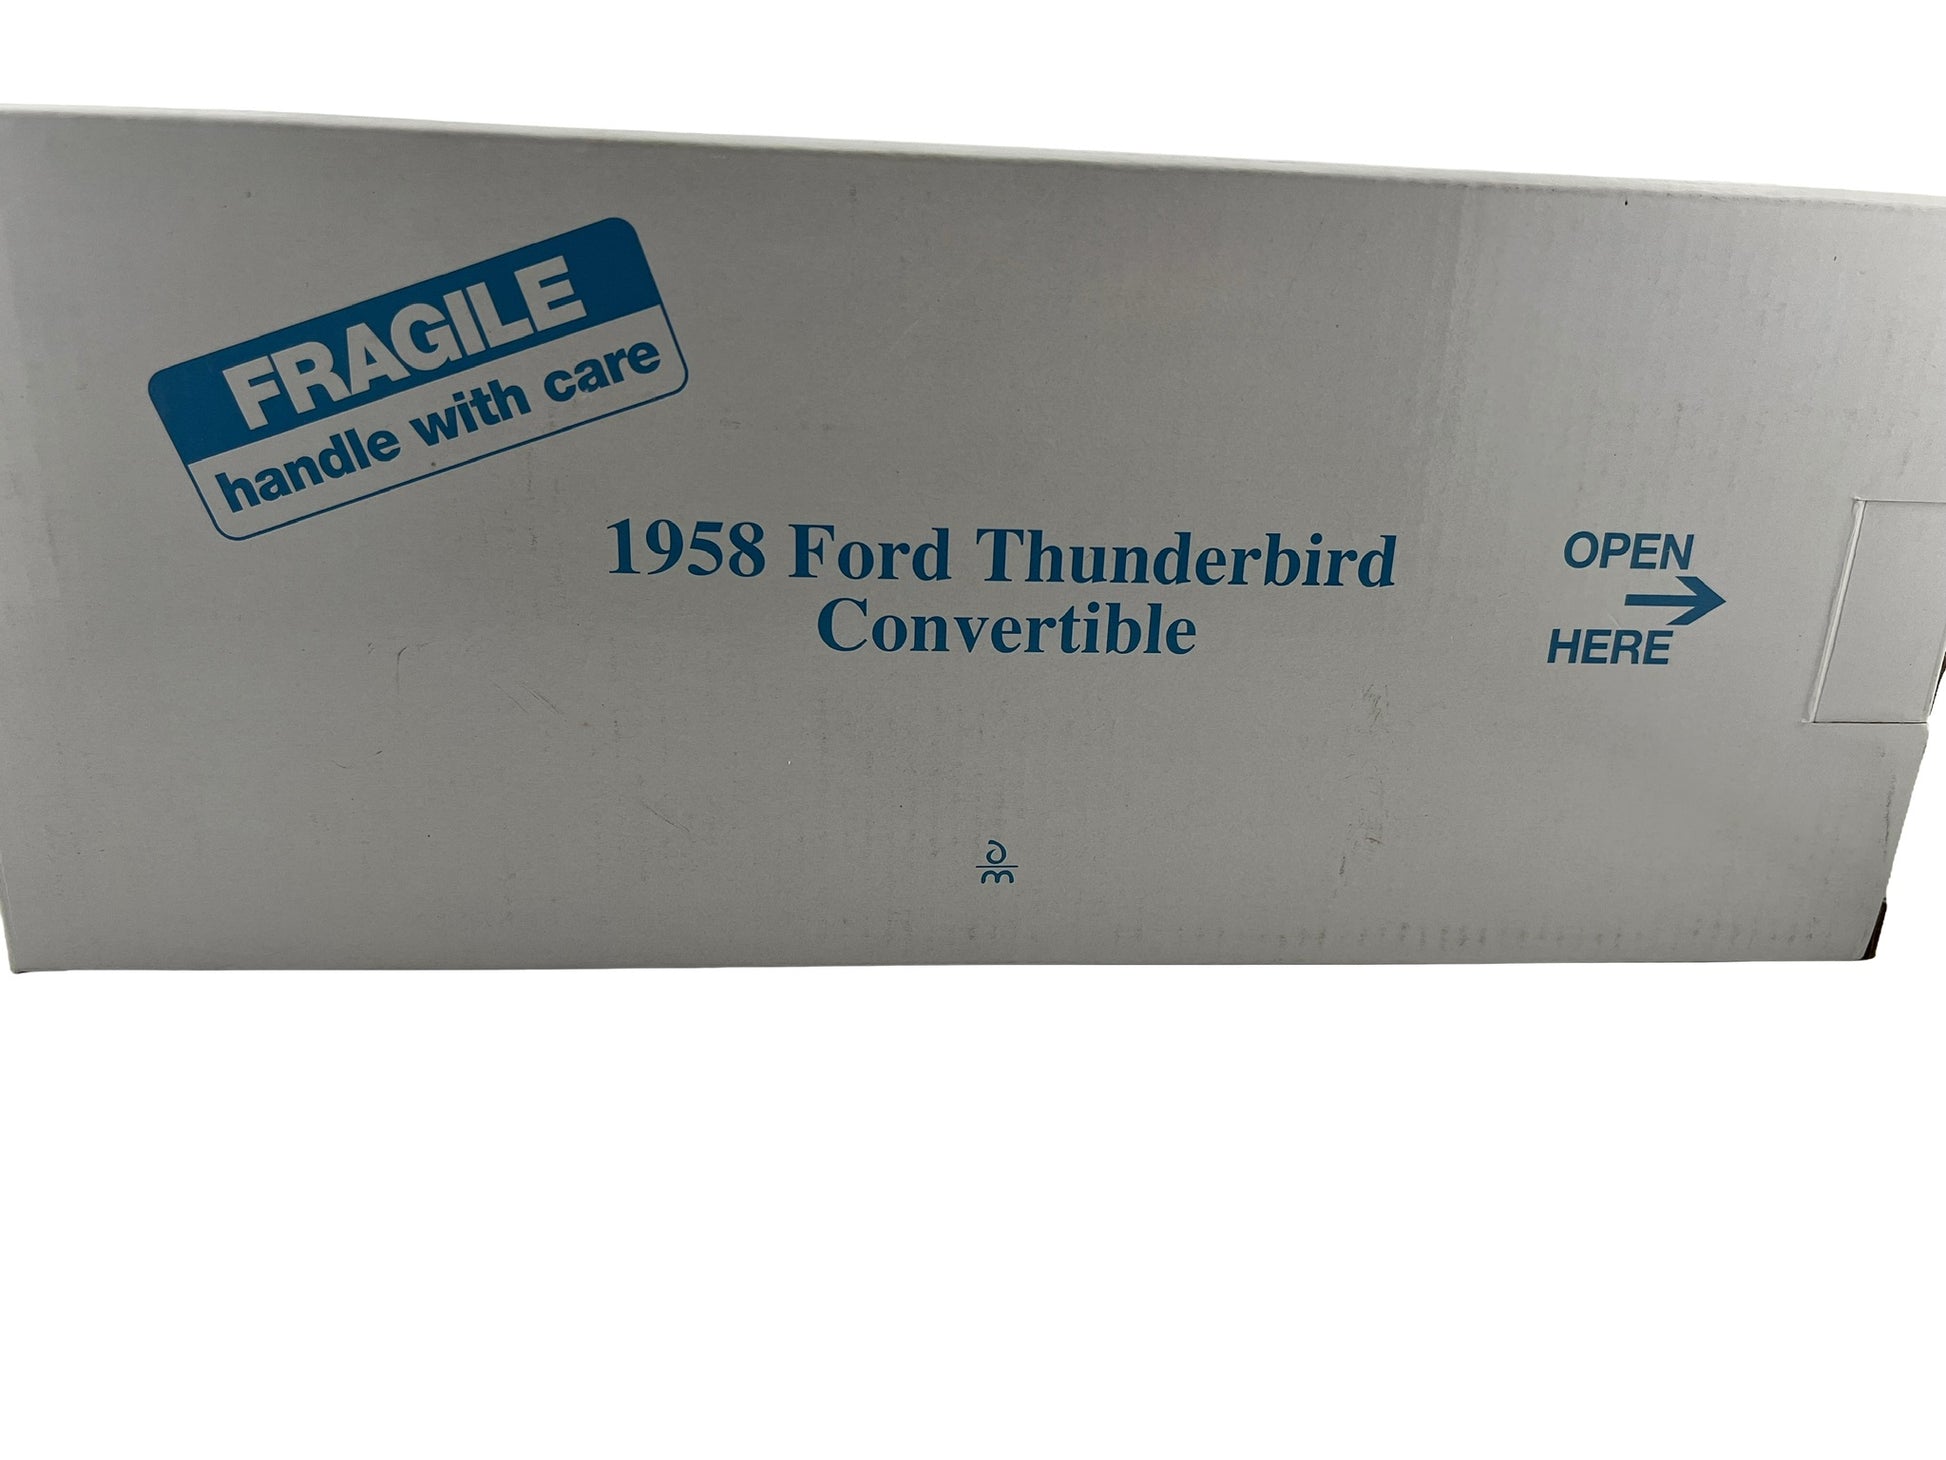 FRAGILE
handle with care
1958 Ford Thunderbird
Convertible
OPEN
HERE